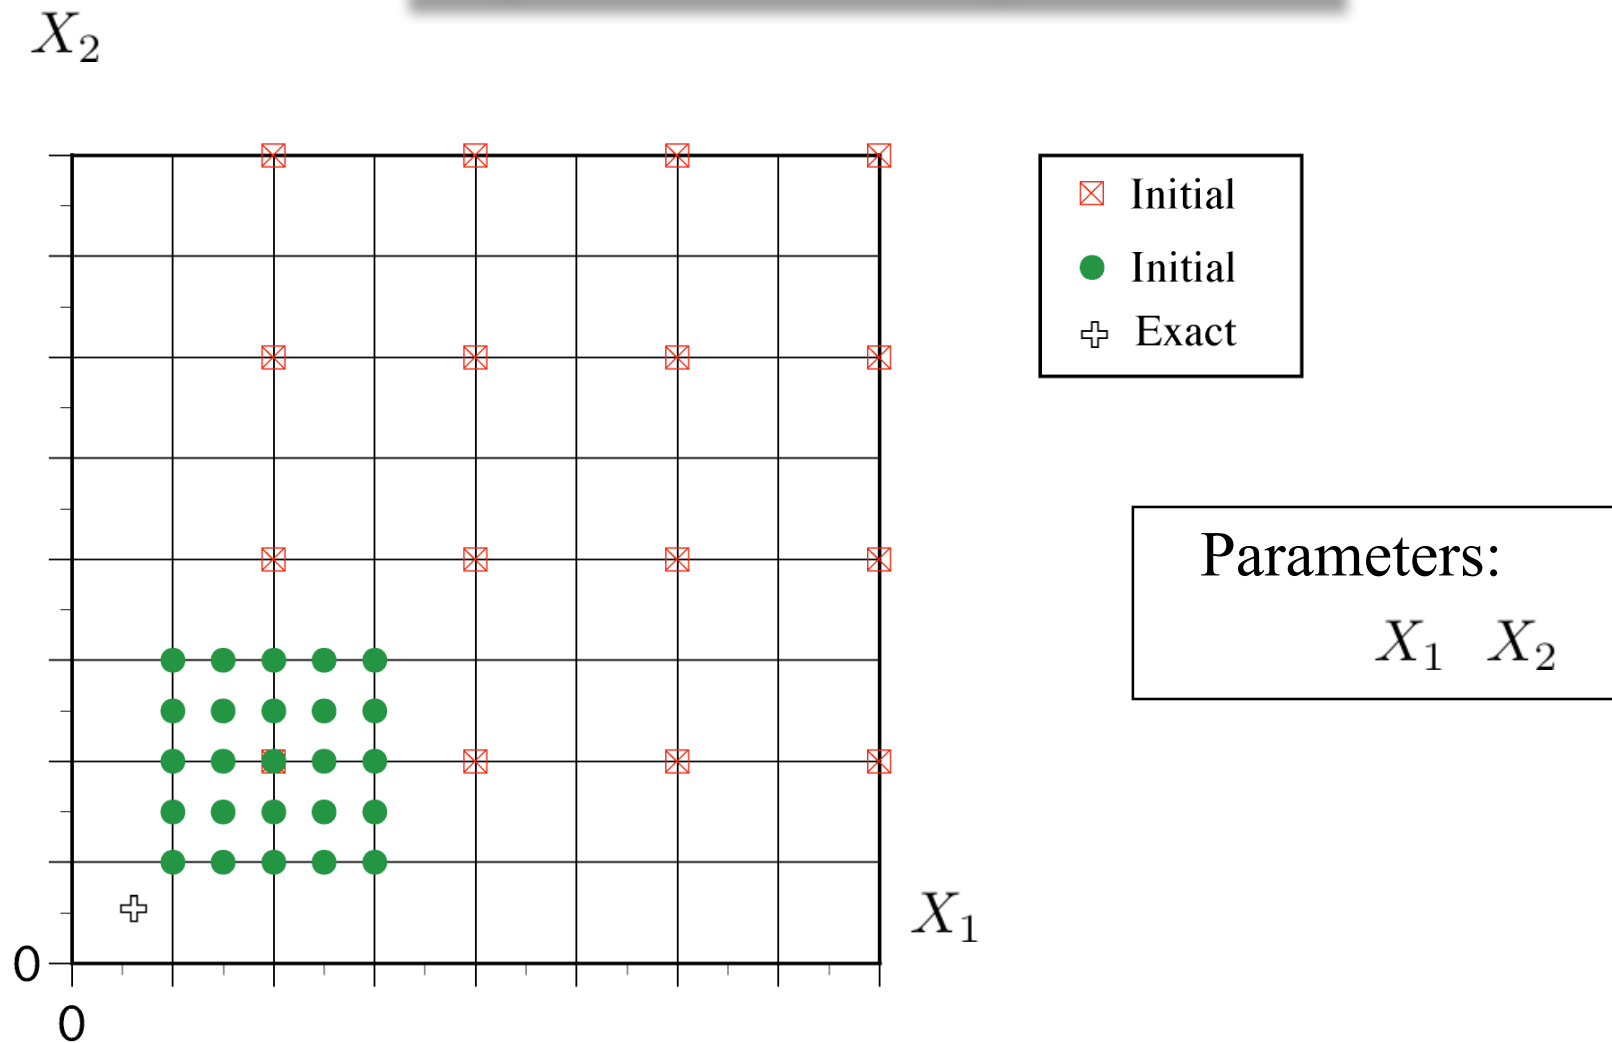 X₂
Initial
Initial
Exact
Parameters:
X₁ X₂
X₁
0
0